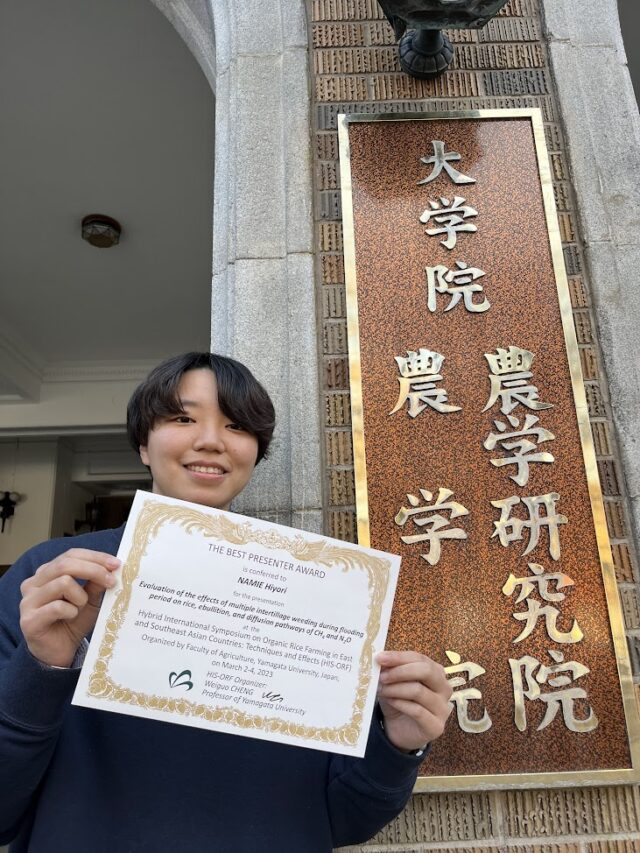 大学院
農学研究院
農学院
THE BEST PRESENTER AWARD
is conferred to
NAMIE Hiyori
for the presentation
Evaluation of the effects of multiple intertillage weeding during flooding
period on rice, ebullition, and diffusion pathways of CH₄ and N₂O
at the
Hybrid International Symposium on Organic Rice Farming in East
and Southeast Asian Countries: Techniques and Effects (HIS-ORF)
Organized by Faculty of Agriculture, Yamagata University, Japan,
on March 2-4, 2023
HIS-ORF Organizer:
Weiguo CHENG
Professor of Yamagata University